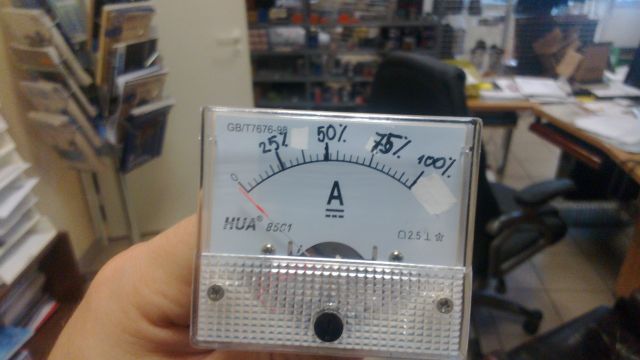 GB/T7676-98
0 25% 50% 75% 100%
A
HUA® 85C1
2.5 ⊥ ☆